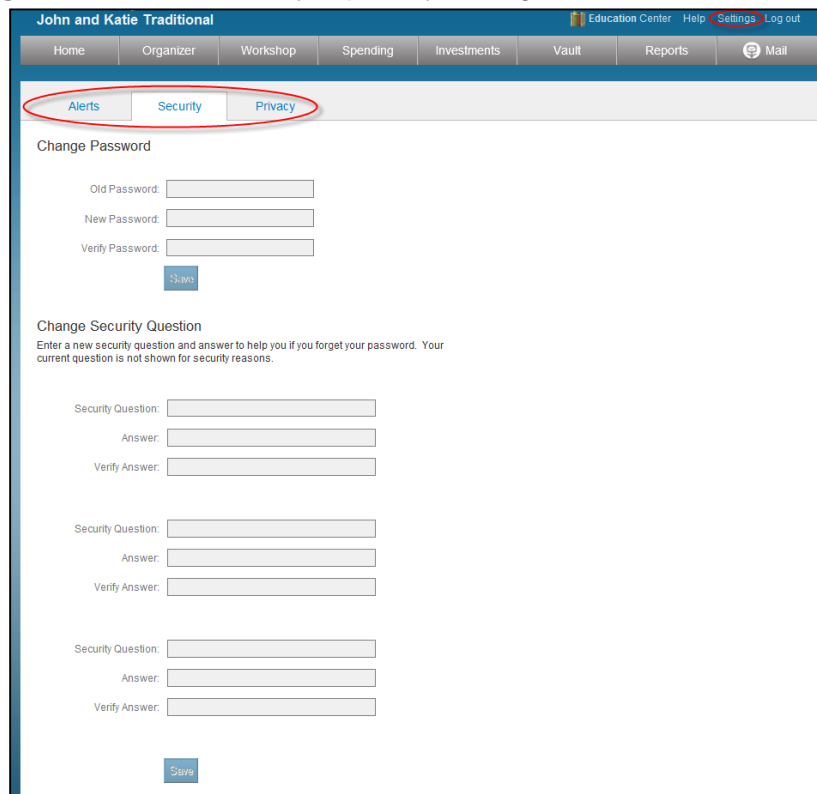 John and Katie Traditional Education Center Help Settings Log out
Home Organizer Workshop Spending Investments Vault Reports Mail
Alerts Security Privacy
Change Password
Old Password:
New Password:
Verify Password:
Save
Change Security Question
Enter a new security question and answer to help you if you forget your password. Your
current question is not shown for security reasons.
Security Question:
Answer:
Verify Answer:
Security Question:
Answer:
Verify Answer:
Security Question:
Answer:
Verify Answer:
Save